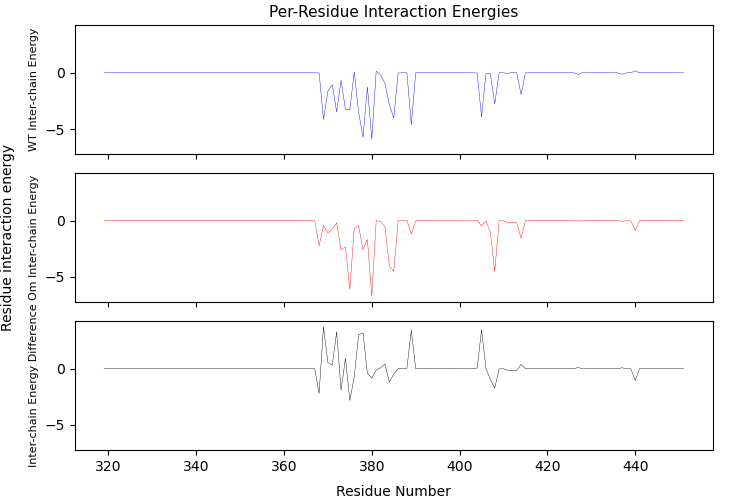 Per-Residue Interaction Energies
Residue interaction energy
WT Inter-chain Energy
0
−5
Om Inter-chain Energy
0
−5
Inter-chain Energy Difference
0
−5
320 340 360 380 400 420 440
Residue Number